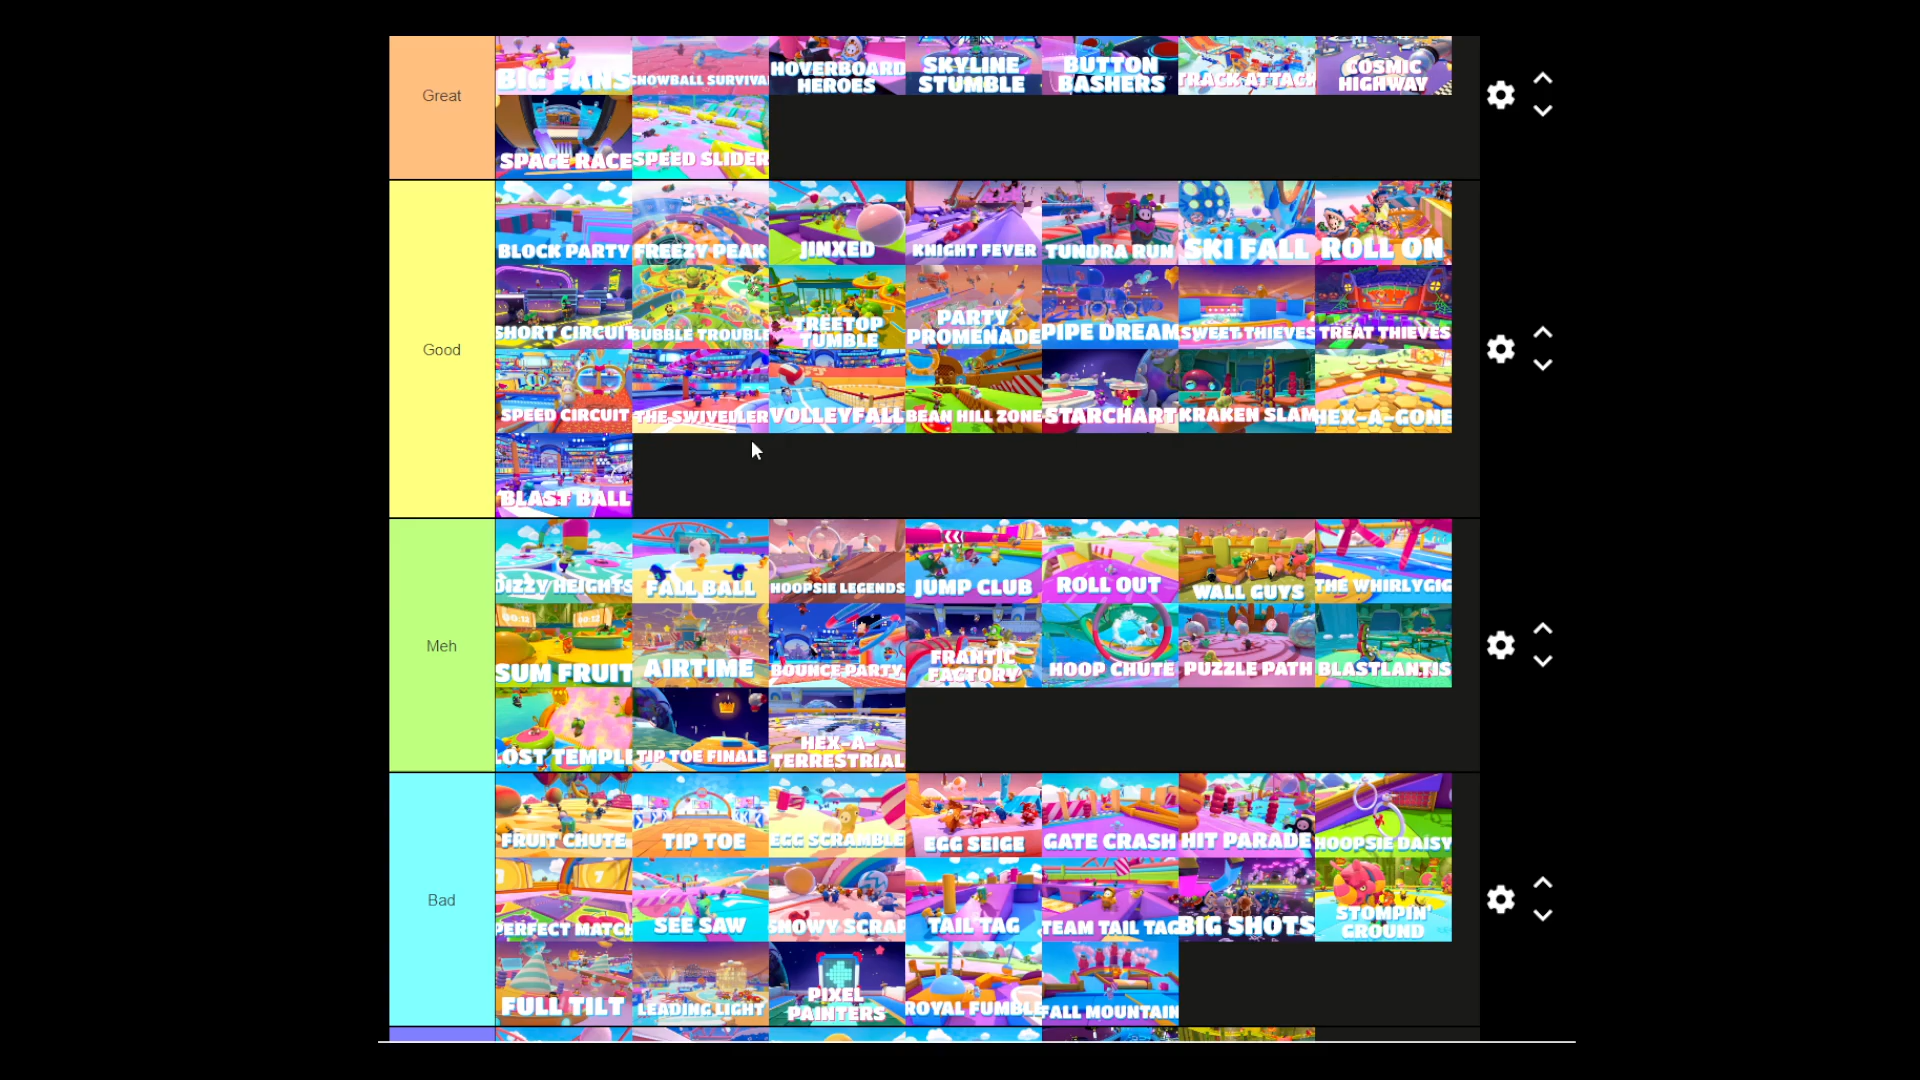 Great
BIG FANS
SNOWBALL SURVIVAL
HOVERBOARD HEROES
SKYLINE STUMBLE
BUTTON BASHERS
TRACK ATTACK
COSMIC HIGHWAY
SPACE RACE
SPEED SLIDER
Good
BLOCK PARTY
FREEZY PEAK
JINXED
KNIGHT FEVER
TUNDRA RUN
SKI FALL
ROLL ON
SHORT CIRCUIT
BUBBLE TROUBLE
TREETOP TUMBLE
PARTY PROMENADE
PIPE DREAM
SWEET THIEVES
TREAT THIEVES
SPEED CIRCUIT
THE SWIVELLER
VOLLEYFALL
BEAN HILL ZONE
STARCHART
KRAKEN SLAM
HEX-A-GONE
BLAST BALL
Meh
DIZZY HEIGHTS
FALL BALL
HOOPSIE LEGENDS
JUMP CLUB
ROLL OUT
WALL GUYS
THE WHIRLYGIG
SUM FRUIT
AIRTIME
BOUNCE PARTY
FRANTIC FACTORY
HOOP CHUTE
PUZZLE PATH
BLASTLANTIS
LOST TEMPLE
TIP TOE FINALE
HEX-A-TERRESTRIAL
Bad
FRUIT CHUTE
TIP TOE
EGG SCRAMBLE
EGG SEIGE
GATE CRASH
HIT PARADE
HOOPSIE DAISY
PERFECT MATCH
SEE SAW
SNOWY SCRAP
TAIL TAG
TEAM TAIL TAG
BIG SHOTS
STOMPIN' GROUND
FULL TILT
LEADING LIGHT
PIXEL PAINTERS
ROYAL FUMBLE
FALL MOUNTAIN